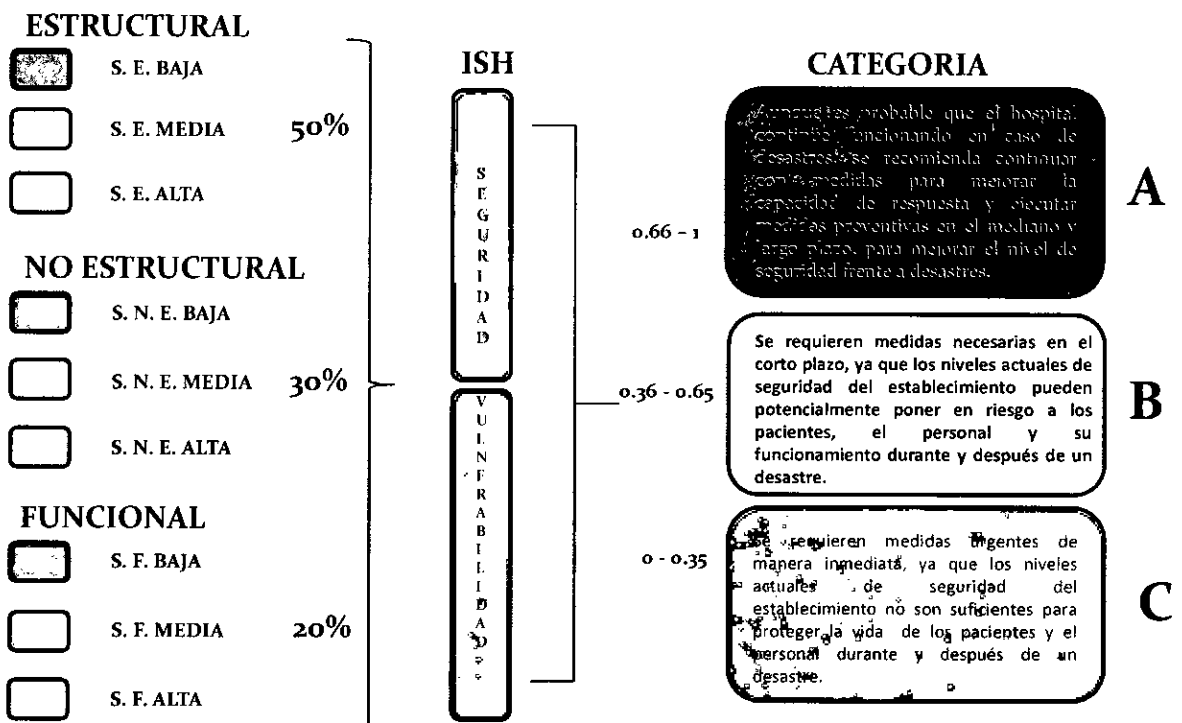 ESTRUCTURAL
S. E. BAJA
S. E. MEDIA
50%
S. E. ALTA
NO ESTRUCTURAL
S. N. E. BAJA
S. N. E. MEDIA
30%
S. N. E. ALTA
FUNCIONAL
S. F. BAJA
S. F. MEDIA
20%
S. F. ALTA
ISH
SEGURIDAD
VULNERABILIDAD
0.66 - 1
0.36 - 0.65
0 - 0.35
CATEGORIA
probable que el hospital
funcionando en caso de
desastres, se recomienda continuar
con medidas para mejorar la
capacidad de respuesta y ejecutar
medidas preventivas en el mediano y
largo plazo, para mejorar el nivel de
seguridad frente a desastres.
A
Se requieren medidas necesarias en el
corto plazo, ya que los niveles actuales de
seguridad del establecimiento pueden
potencialmente poner en riesgo a los
pacientes, el personal y su
funcionamiento durante y después de un
desastre.
B
Se requieren medidas urgentes de
manera inmediata, ya que los niveles
actuales de seguridad del
establecimiento no son suficientes para
proteger la vida de los pacientes y el
personal durante y después de un
desastre.
C